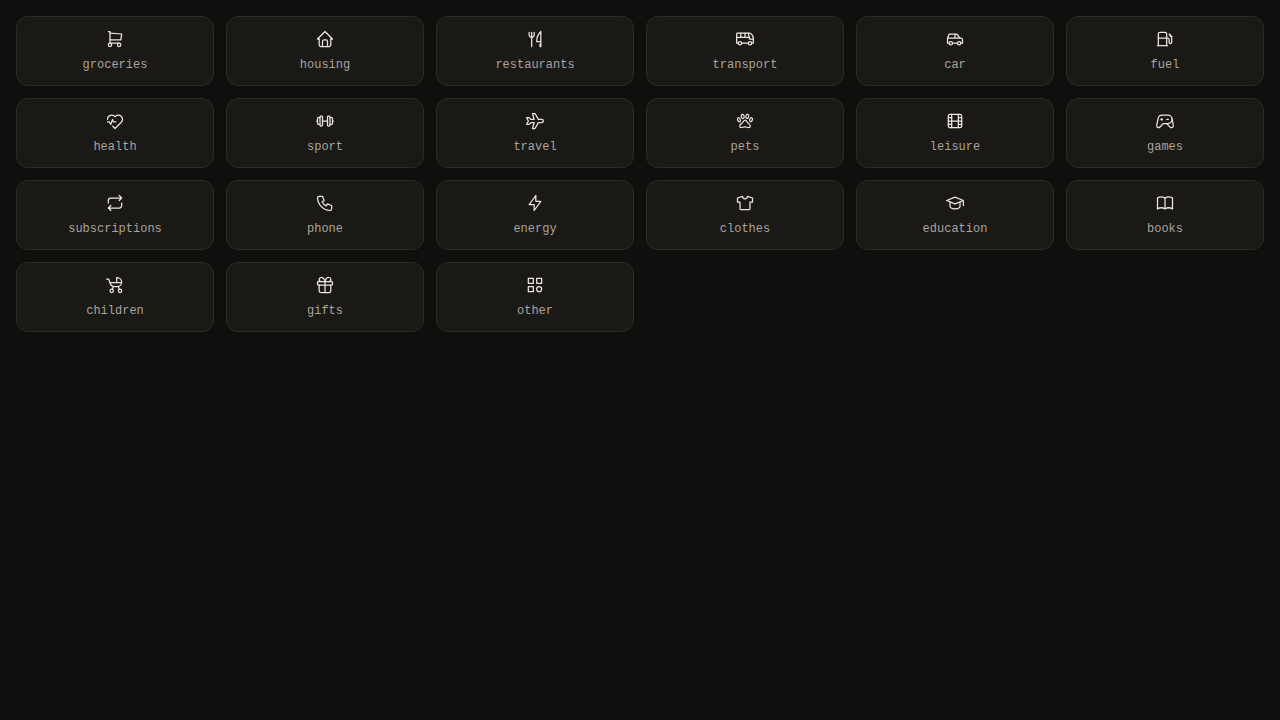 groceries
housing
restaurants
transport
car
fuel
health
sport
travel
pets
leisure
games
subscriptions
phone
energy
clothes
education
books
children
gifts
other